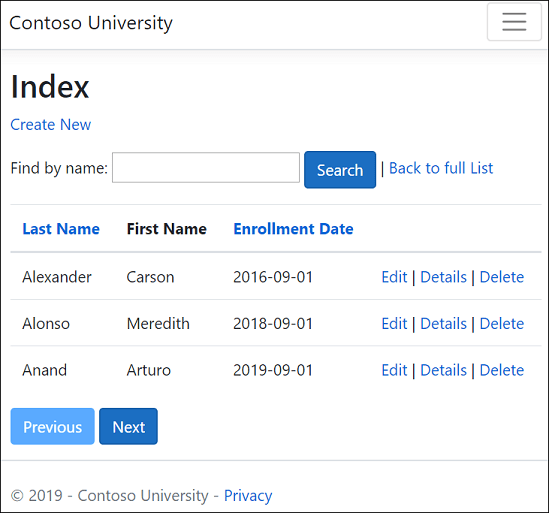 Contoso University
Index
Create New
Find by name: Search | Back to full List
Last Name First Name Enrollment Date
Alexander Carson 2016-09-01 Edit | Details | Delete
Alonso Meredith 2018-09-01 Edit | Details | Delete
Anand Arturo 2019-09-01 Edit | Details | Delete
Previous Next
© 2019 - Contoso University - Privacy